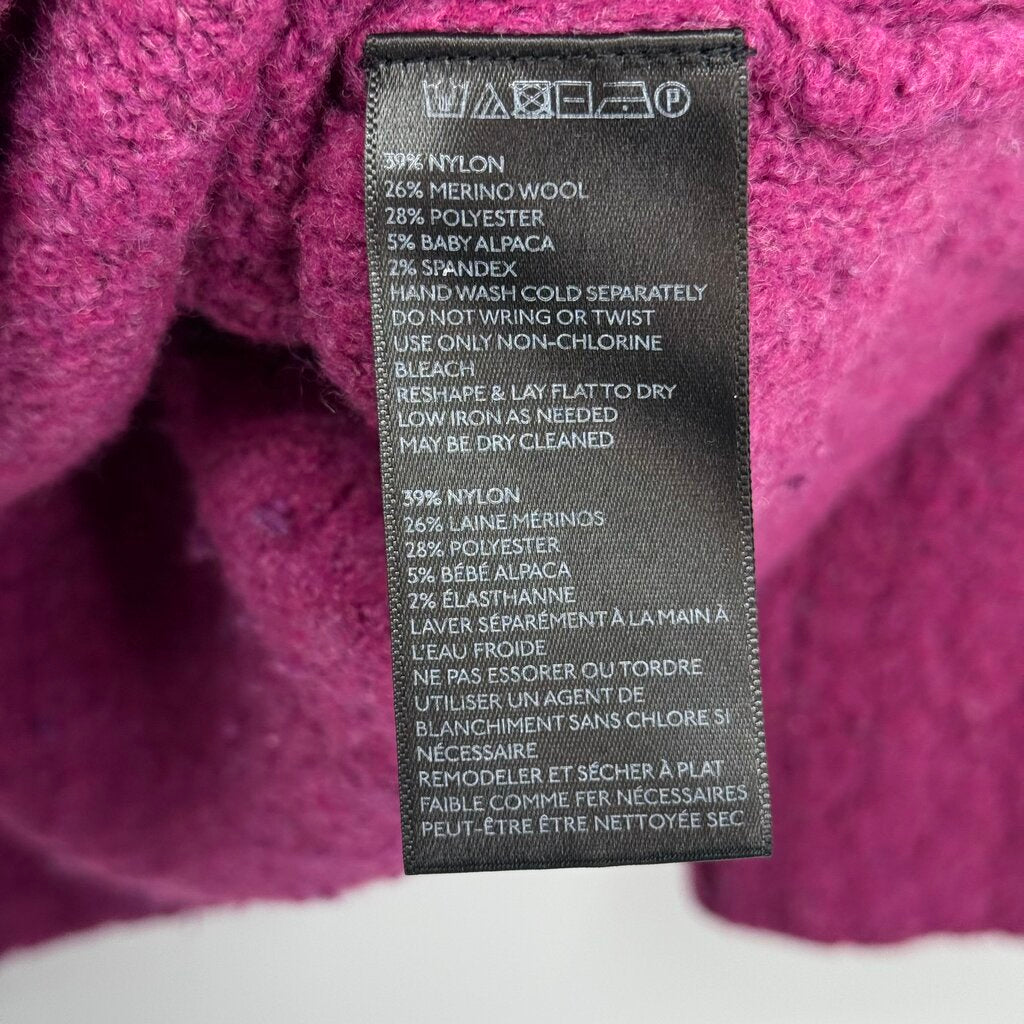 39% NYLON
26% MERINO WOOL
28% POLYESTER
5% BABY ALPACA
2% SPANDEX
HAND WASH COLD SEPARATELY
DO NOT WRING OR TWIST
USE ONLY NON-CHLORINE
BLEACH
RESHAPE & LAY FLAT TO DRY
LOW IRON AS NEEDED
MAY BE DRY CLEANED
39% NYLON
26% LAINE MÉRINOS
28% POLYESTER
5% BÉBÉ ALPACA
2% ÉLASTHANNE
LAVER SÉPARÉMENT À LA MAIN À
L'EAU FROIDE
NE PAS ESSORER OU TORDRE
UTILISER UN AGENT DE
BLANCHIMENT SANS CHLORE SI
NÉCESSAIRE
REMODELER ET SÉCHER À PLAT
FAIBLE COMME FER NÉCESSAIRES
PEUT-ÊTRE ÊTRE NETTOYÉE SEC